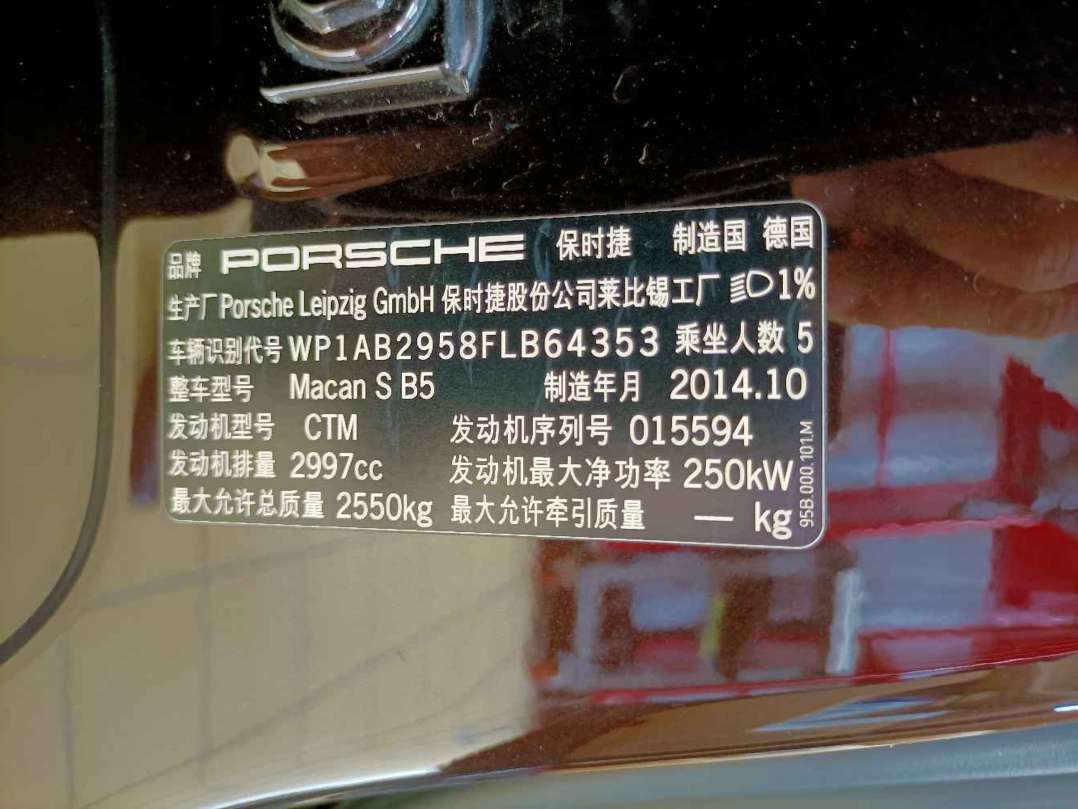 品牌 PORSCHE 保时捷 制造国 德国
生产厂 Porsche Leipzig GmbH 保时捷股份公司莱比锡工厂 1%
车辆识别代号 WP1AB2958FLB64353 乘坐人数 5
整车型号 Macan S B5 制造年月 2014.10
发动机型号 CTM 发动机序列号 015594
发动机排量 2997cc 发动机最大净功率 250kW
最大允许总质量 2550kg 最大允许牵引质量 — kg
95B.000.101.M